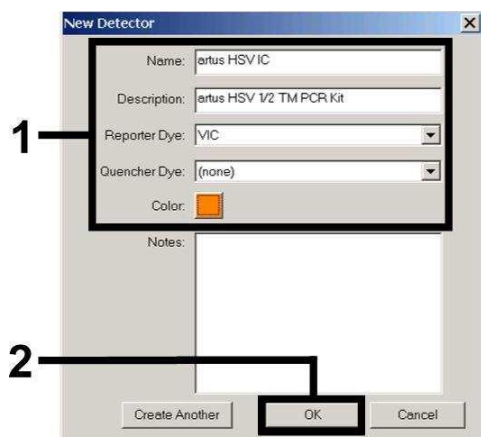 New Detector
Name: artus HSV IC
Description: artus HSV 1/2 TM PCR Kit
1
Reporter Dye: VIC
Quencher Dye: (none)
Color:
Notes:
2
Create Another OK Cancel